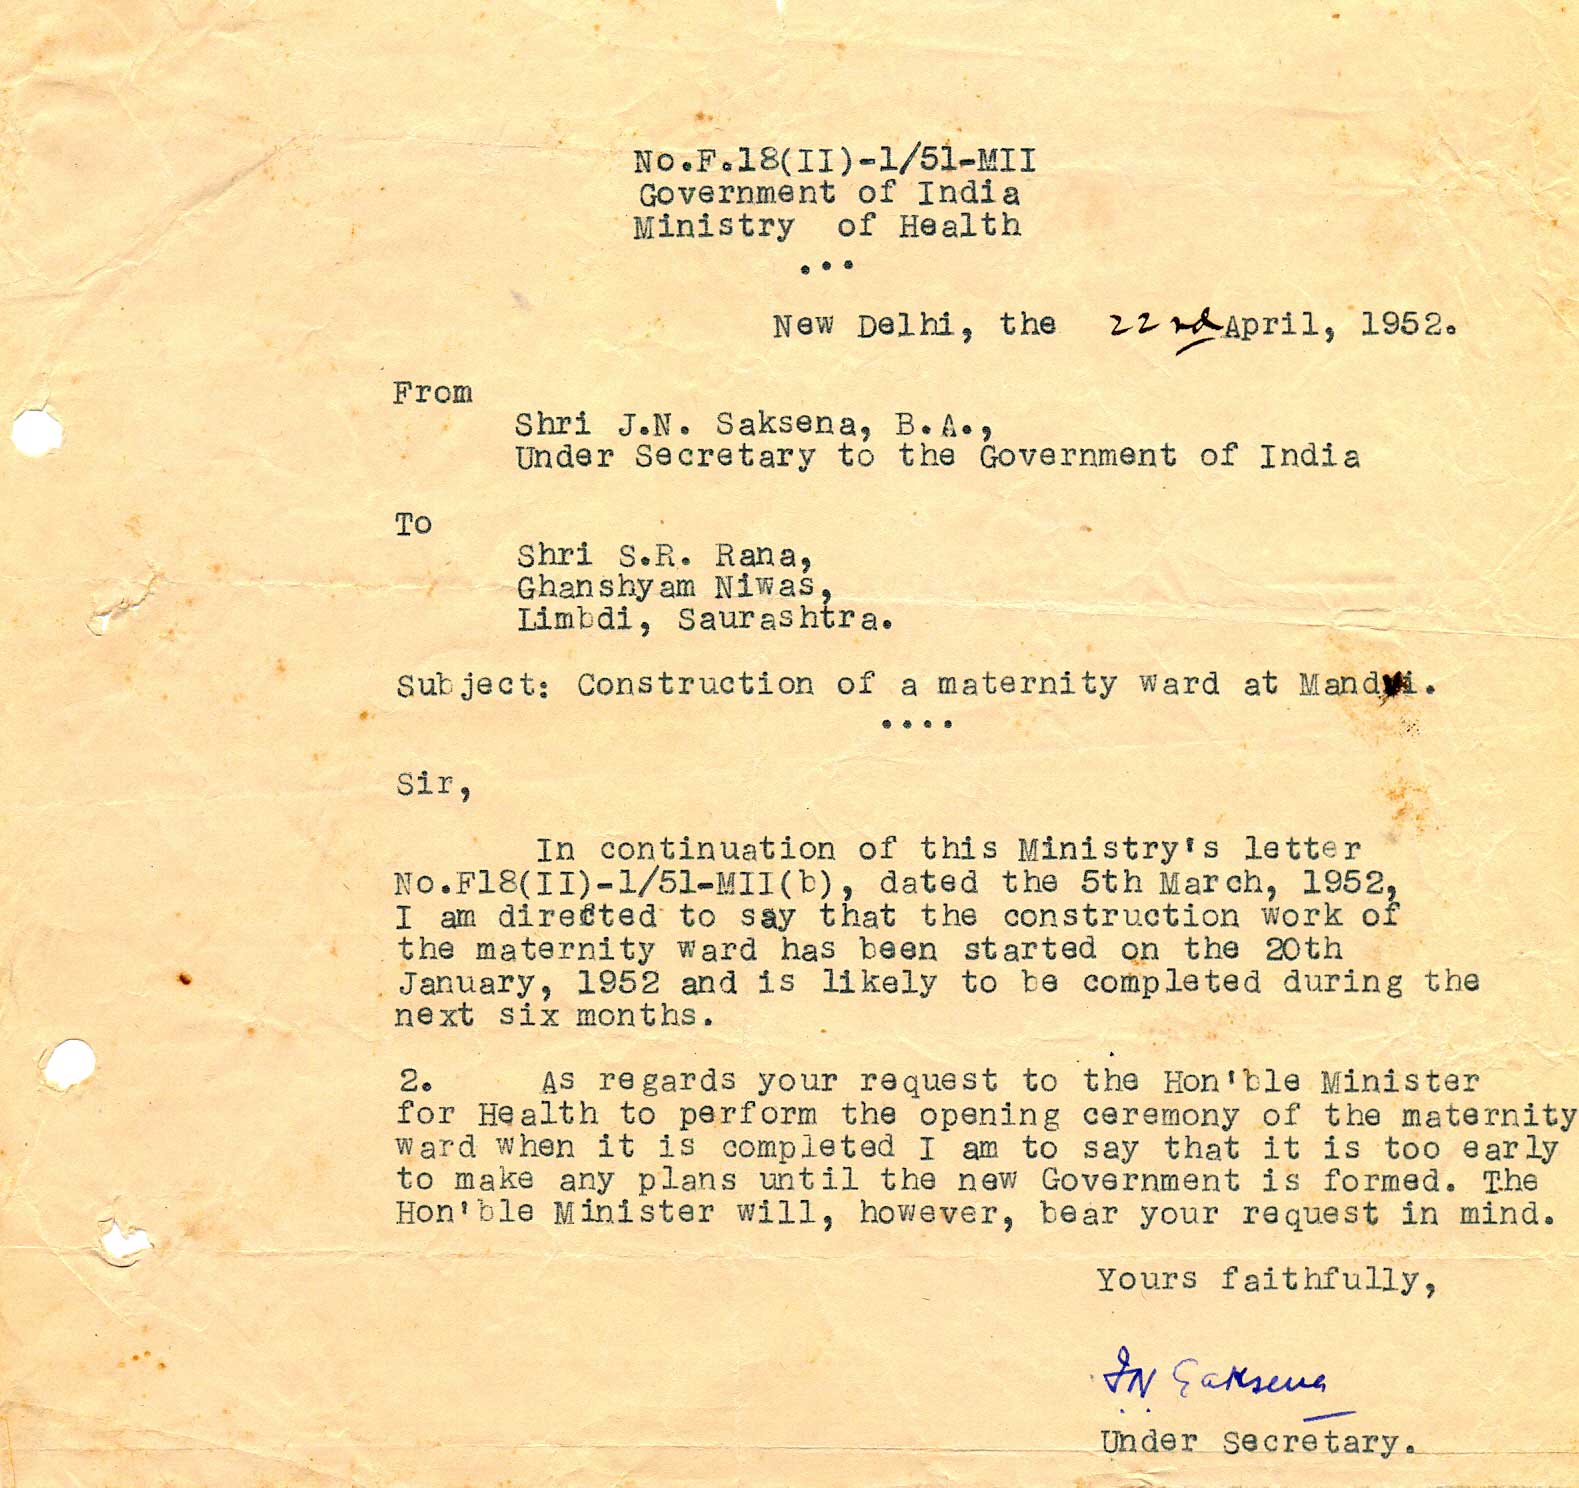 No.F.18(II)-1/51-MII
Government of India
Ministry of Health
...
New Delhi, the 22nd April, 1952.
From
Shri J.N. Saksena, B.A.,
Under Secretary to the Government of India
To
Shri S.R. Rana,
Ghanshyam Niwas,
Limbdi, Saurashtra.
Subject: Construction of a maternity ward at Mandvi.
....
Sir,
In continuation of this Ministry's letter
No.F18(II)-1/51-MII(b), dated the 5th March, 1952,
I am directed to say that the construction work of
the maternity ward has been started on the 20th
January, 1952 and is likely to be completed during the
next six months.
2. As regards your request to the Hon'ble Minister
for Health to perform the opening ceremony of the maternity
ward when it is completed I am to say that it is too early
to make any plans until the new Government is formed. The
Hon'ble Minister will, however, bear your request in mind.
Yours faithfully,
JN Saksena
Under Secretary.